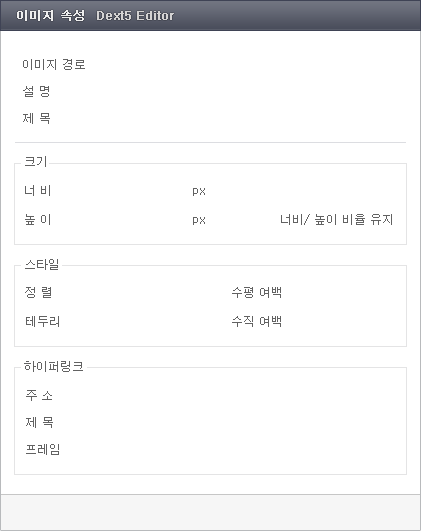 이미지 속성 Dext5 Editor
이미지 경로
설 명
제 목
크기
너 비 px
높 이 px 너비/ 높이 비율 유지
스타일
정 렬 수평 여백
테두리 수직 여백
하이퍼링크
주 소
제 목
프레임